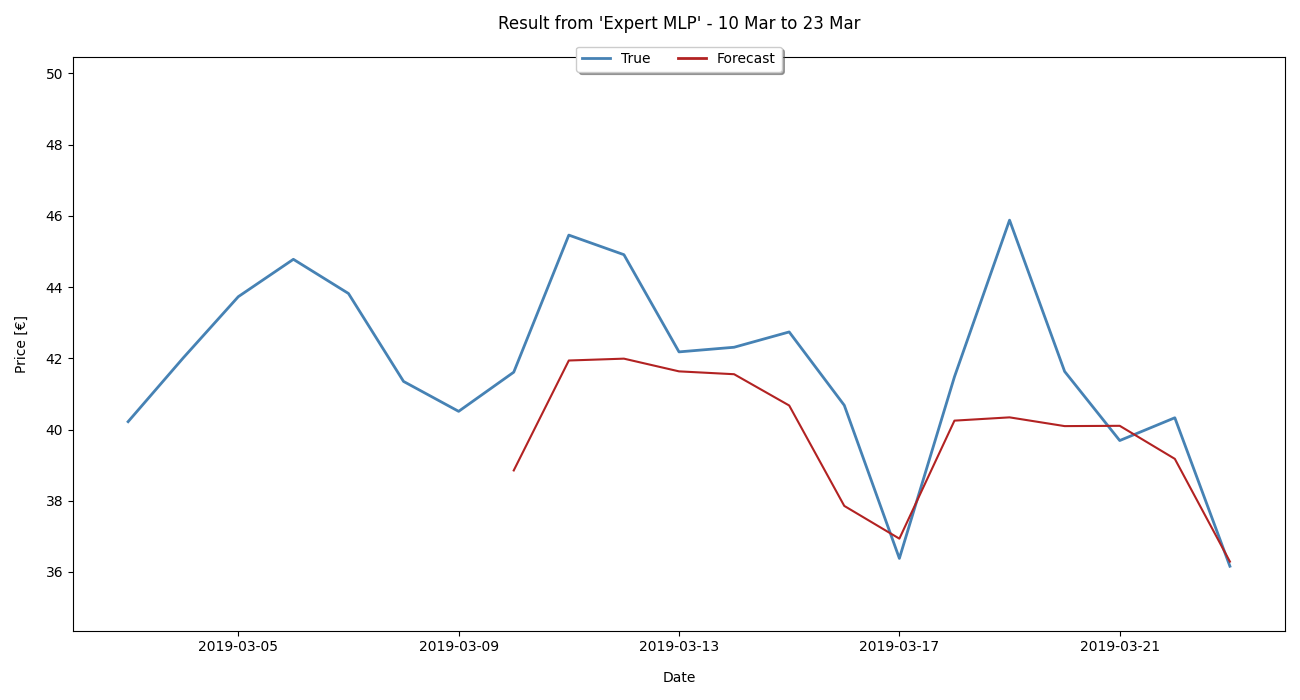 Result from 'Expert MLP' - 10 Mar to 23 Mar
True Forecast
50
48
46
44
42
40
38
36
Price [€]
2019-03-05 2019-03-09 2019-03-13 2019-03-17 2019-03-21
Date